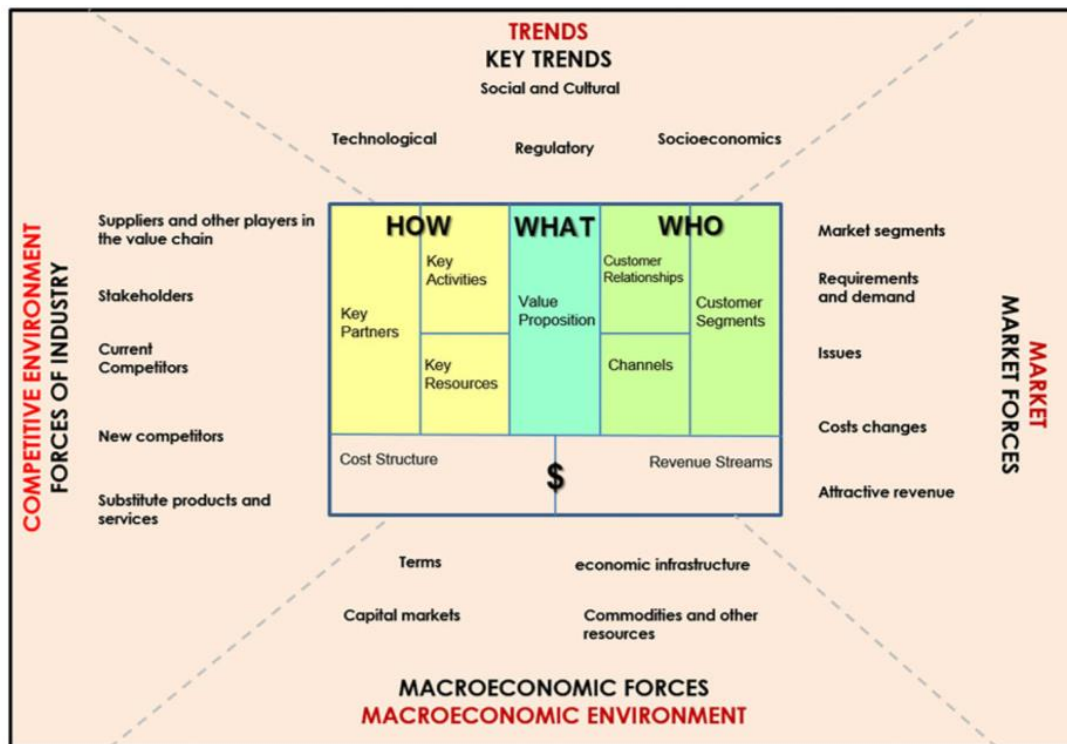 TRENDS
KEY TRENDS
Social and Cultural
Technological
Regulatory
Socioeconomics
COMPETITIVE ENVIRONMENT
FORCES OF INDUSTRY
Suppliers and other players in
the value chain
Stakeholders
Current
Competitors
New competitors
Substitute products and
services
HOW
WHAT
WHO
Key
Partners
Key
Activities
Key
Resources
Value
Proposition
Customer
Relationships
Channels
Customer
Segments
Cost Structure
$
Revenue Streams
Market segments
Requirements
and demand
Issues
Costs changes
Attractive revenue
MARKET
MARKET FORCES
Terms
economic infrastructure
Capital markets
Commodities and other
resources
MACROECONOMIC FORCES
MACROECONOMIC ENVIRONMENT